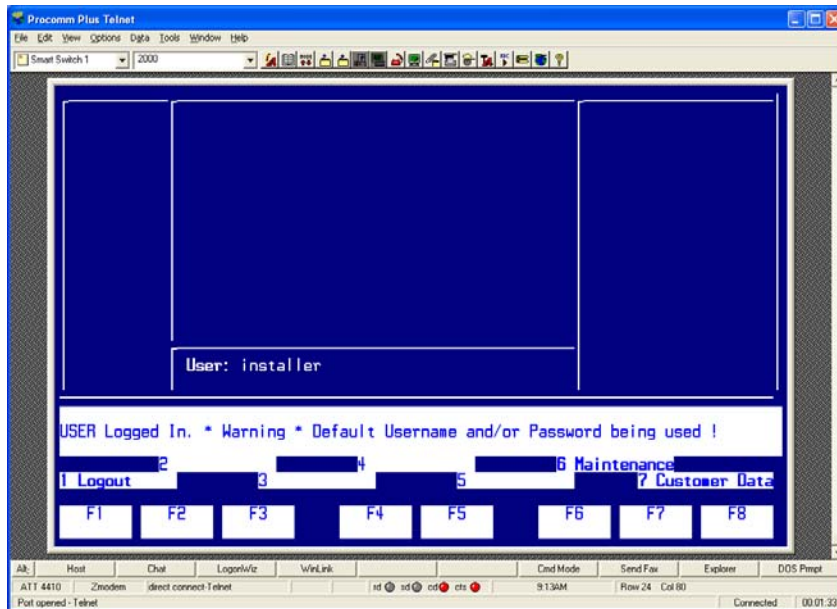 Procomm Plus Telnet
File Edit View Options Data Tools Window Help
Smart Switch 1 2000
User: installer
USER Logged In. * Warning * Default Username and/or Password being used !
2 4 6 Maintenance
1 Logout 3 5 7 Customer Data
F1 F2 F3 F4 F5 F6 F7 F8
Alt: Host Chat LogonWiz WinLink Cmd Mode Send Fax Explorer DOS Prmpt
ATT 4410 Zmodem direct connect-Telnet rd sd cd cts 9:13AM Row 24 Col 80
Port opened - Telnet Connected 00:01:33